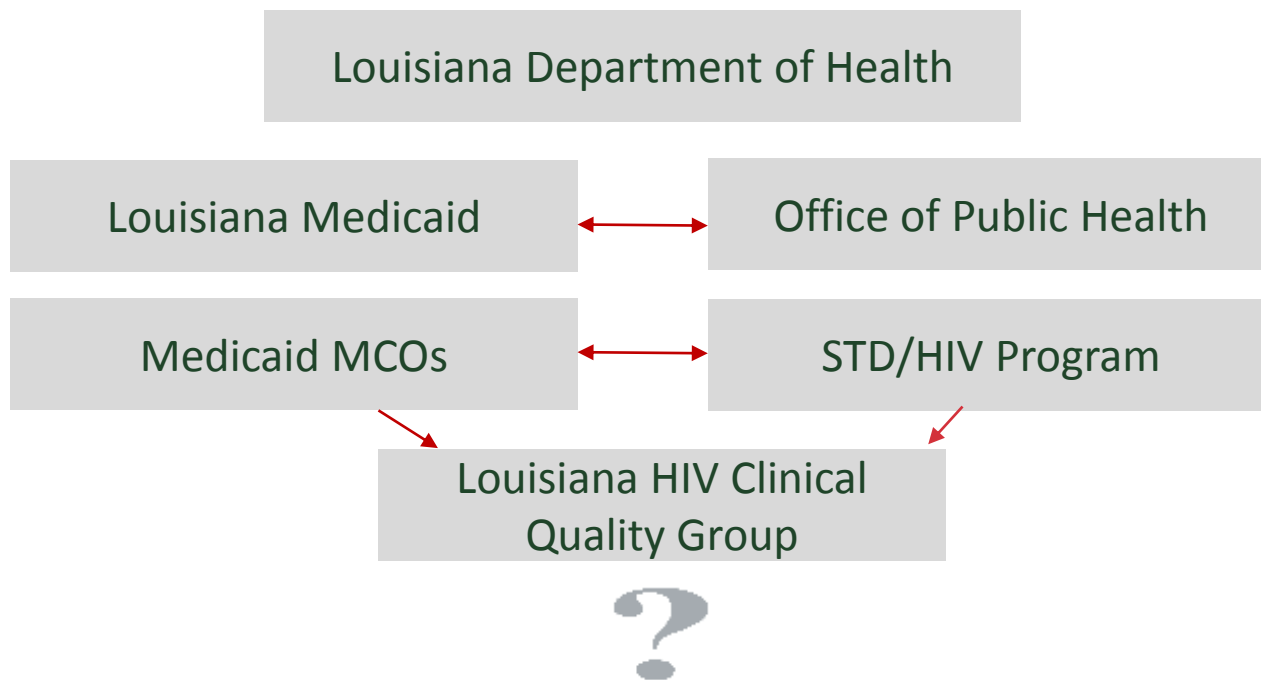 Louisiana Department of Health
Louisiana Medicaid
Office of Public Health
Medicaid MCOs
STD/HIV Program
Louisiana HIV Clinical
Quality Group
?